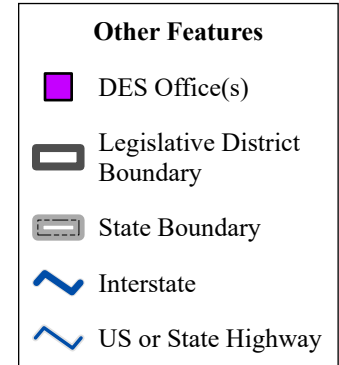 Other Features
DES Office(s)
Legislative District
Boundary
State Boundary
Interstate
US or State Highway